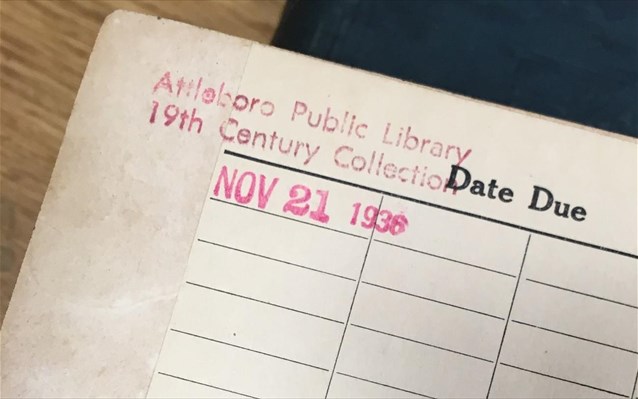 Attleboro Public Library
19th Century Collection
Date Due
NOV 21 1938